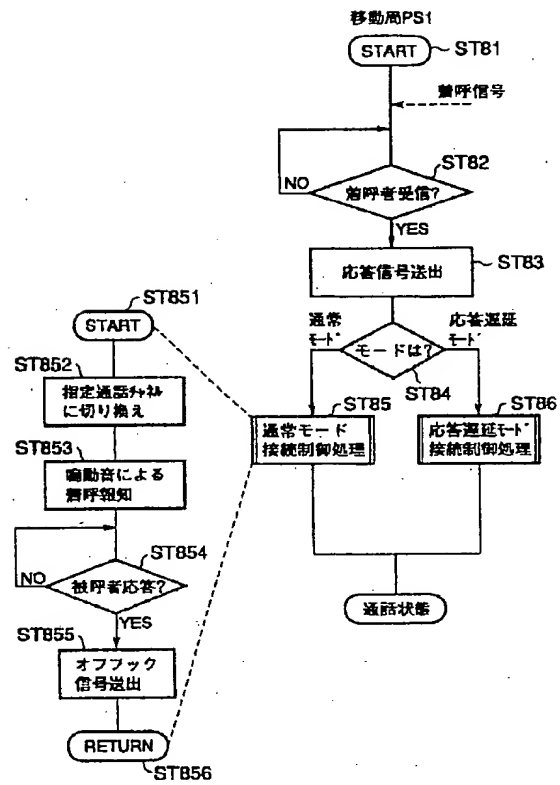 移動局PS1
START
ST81
着呼信号
ST82
NO
着呼者受信?
YES
応答信号送出
ST83
通常
モード
応答遅延
モード
モードは?
ST84
ST85
通常モード
接続制御処理
ST86
応答遅延モード
接続制御処理
通話状態
ST851
START
ST852
指定通話チャネル
に切り換え
ST853
鳴動音による
着呼報知
ST854
NO
被呼者応答?
YES
ST855
オフフック
信号送出
RETURN
ST856